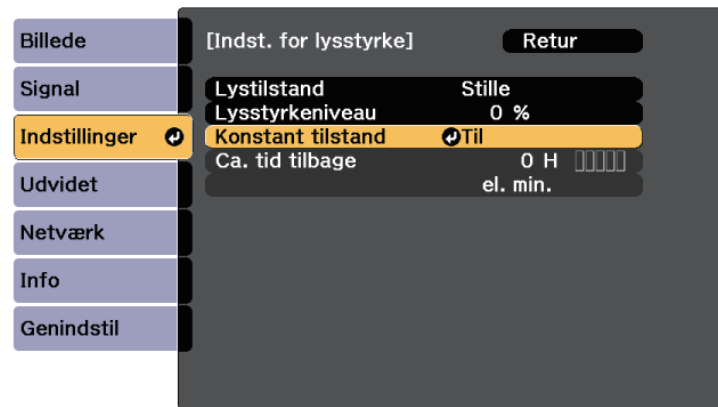 Billede
Signal
Indstillinger
Udvidet
Netværk
Info
Genindstil
[Indst. for lysstyrke] Retur
Lystilstand Stille
Lysstyrkeniveau 0 %
Konstant tilstand Til
Ca. tid tilbage 0 H
el. min.